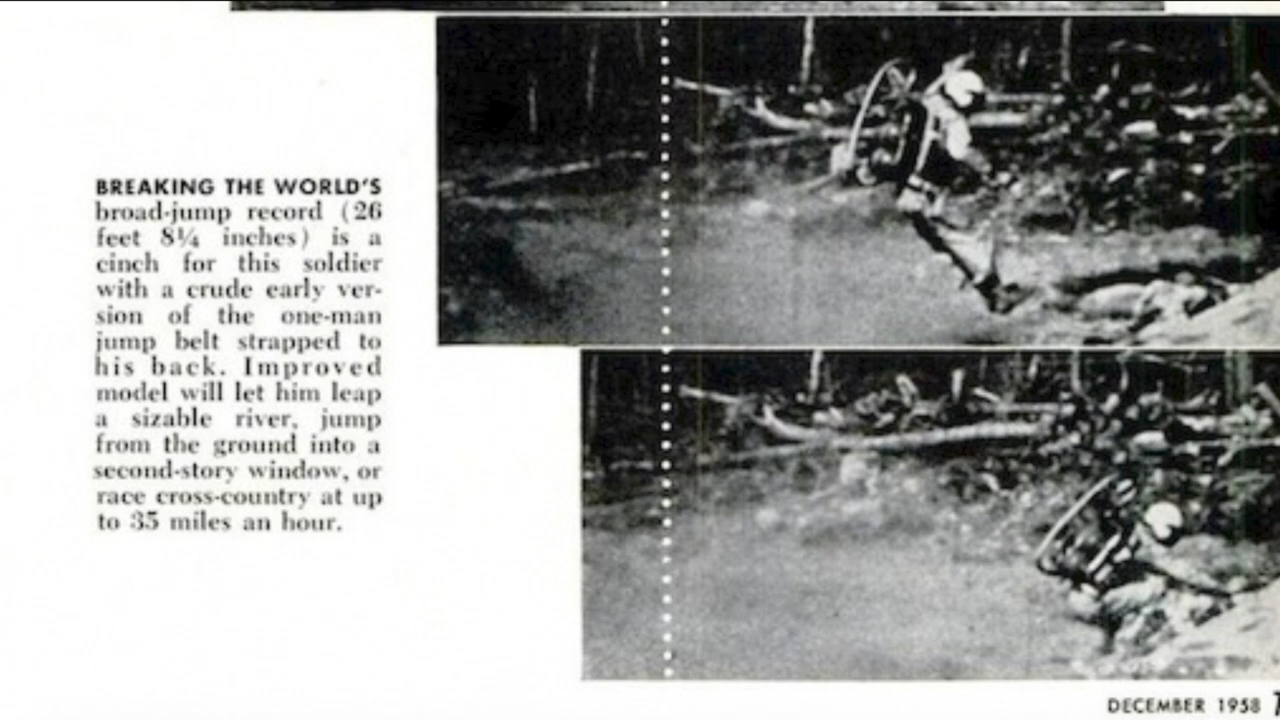 BREAKING THE WORLD'S
broad-jump record (26
feet 8¼ inches) is a
cinch for this soldier
with a crude early ver-
sion of the one-man
jump belt strapped to
his back. Improved
model will let him leap
a sizable river, jump
from the ground into a
second-story window, or
race cross-country at up
to 35 miles an hour.
DECEMBER 1958